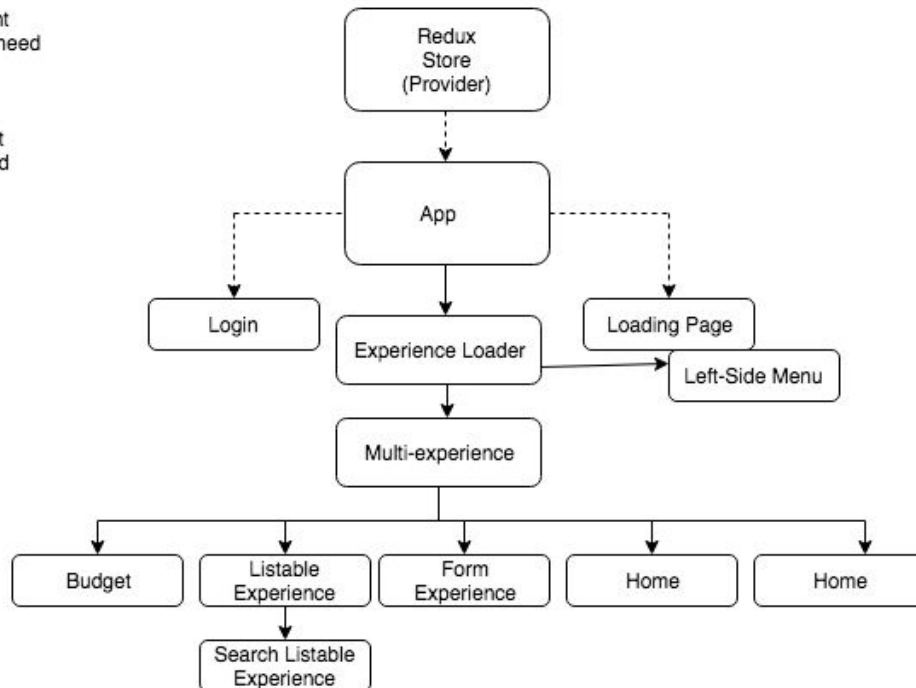 need
Redux
Store
(Provider)
App
Login
Loading Page
Experience Loader
Left-Side Menu
Multi-experience
Budget
Listable
Experience
Form
Experience
Home
Home
Search Listable
Experience